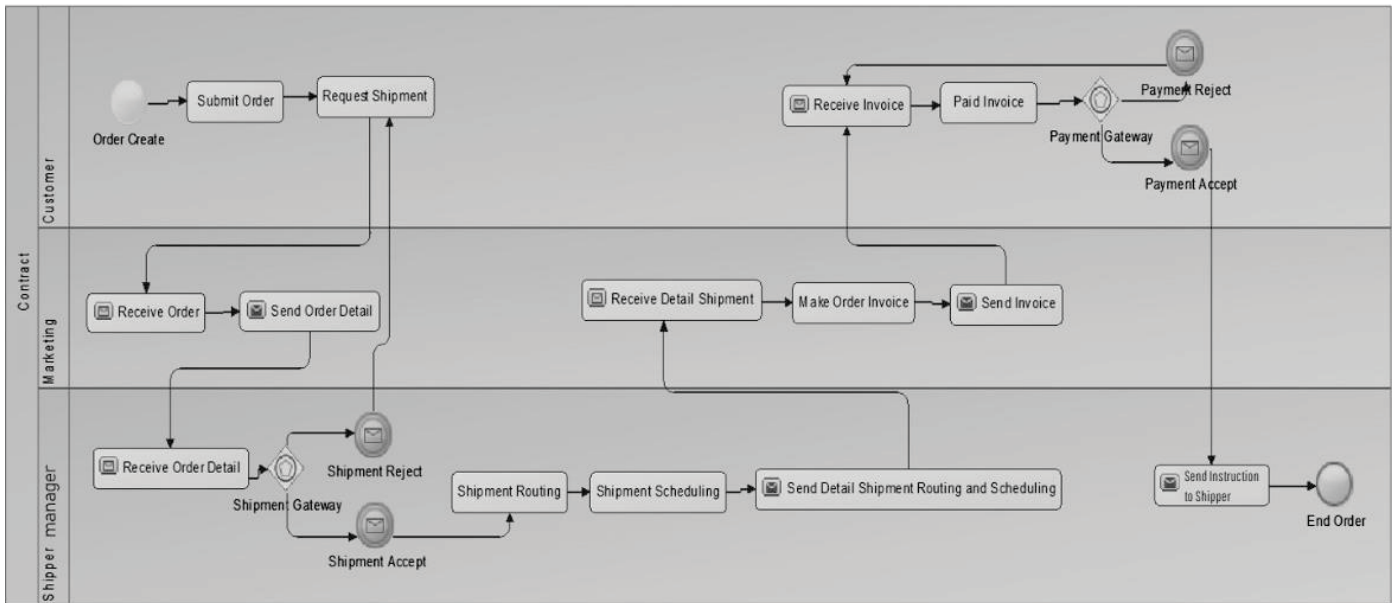 Contract
Customer
Order Create
Submit Order
Request Shipment
Receive Invoice
Paid Invoice
Payment Gateway
Payment Reject
Payment Accept
Marketing
Receive Order
Send Order Detail
Receive Detail Shipment
Make Order Invoice
Send Invoice
Shipper manager
Receive Order Detail
Shipment Gateway
Shipment Reject
Shipment Accept
Shipment Routing
Shipment Scheduling
Send Detail Shipment Routing and Scheduling
Send Instruction
to Shipper
End Order